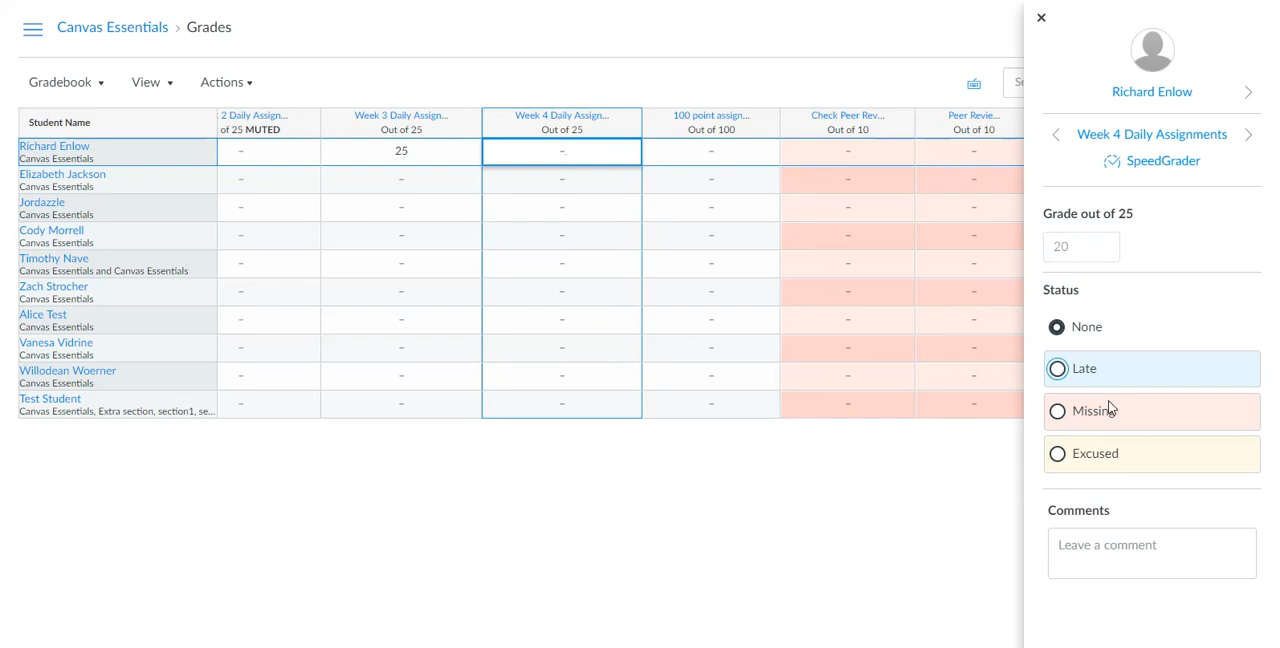 Canvas Essentials › Grades
Gradebook ▾ View ▾ Actions ▾
Student Name
2 Daily Assign...
of 25 MUTED
Week 3 Daily Assign...
Out of 25
Week 4 Daily Assign...
Out of 25
100 point assign...
Out of 100
Check Peer Rev...
Out of 10
Peer Revie...
Out of 10
Richard Enlow
Canvas Essentials
– 25 – – – –
Elizabeth Jackson
Canvas Essentials
– – – – – –
Jordazzle
Canvas Essentials
– – – – – –
Cody Morrell
Canvas Essentials
– – – – – –
Timothy Nave
Canvas Essentials and Canvas Essentials
– – – – – –
Zach Strocher
Canvas Essentials
– – – – – –
Alice Test
Canvas Essentials
– – – – – –
Vanesa Vidrine
Canvas Essentials
– – – – – –
Willodean Woerner
Canvas Essentials
– – – – – –
Test Student
Canvas Essentials, Extra section, section1, se...
– – – – – –
Richard Enlow
Week 4 Daily Assignments
SpeedGrader
Grade out of 25
20
Status
None
Late
Missing
Excused
Comments
Leave a comment